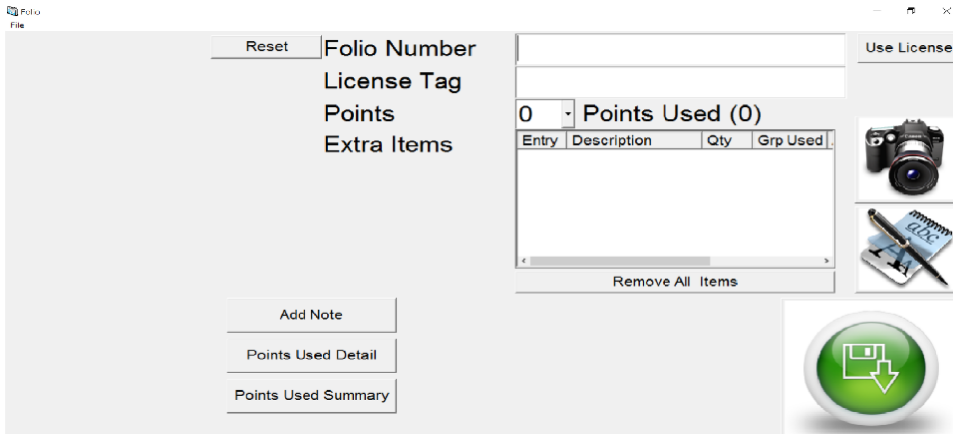 Folio
File
Reset
Folio Number
Use License
License Tag
Points
0
Points Used (0)
Extra Items
Entry Description Qty Grp Used
abc
Remove All Items
Add Note
Points Used Detail
Points Used Summary